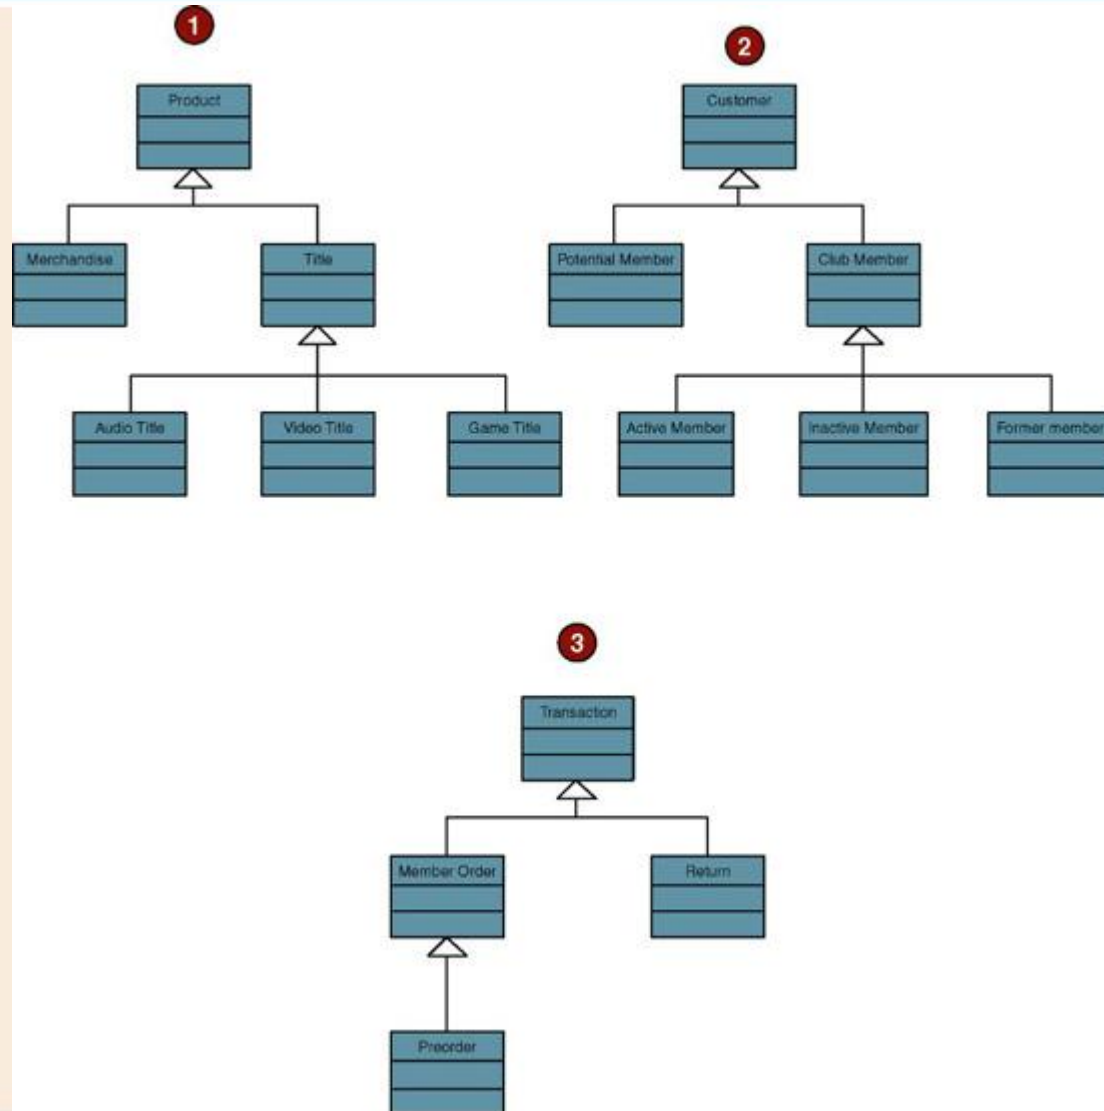 1
2
Product
Customer
Merchandise
Title
Potential Member
Club Member
Audio Title
Video Title
Game Title
Active Member
Inactive Member
Former member
3
Transaction
Member Order
Return
Preorder